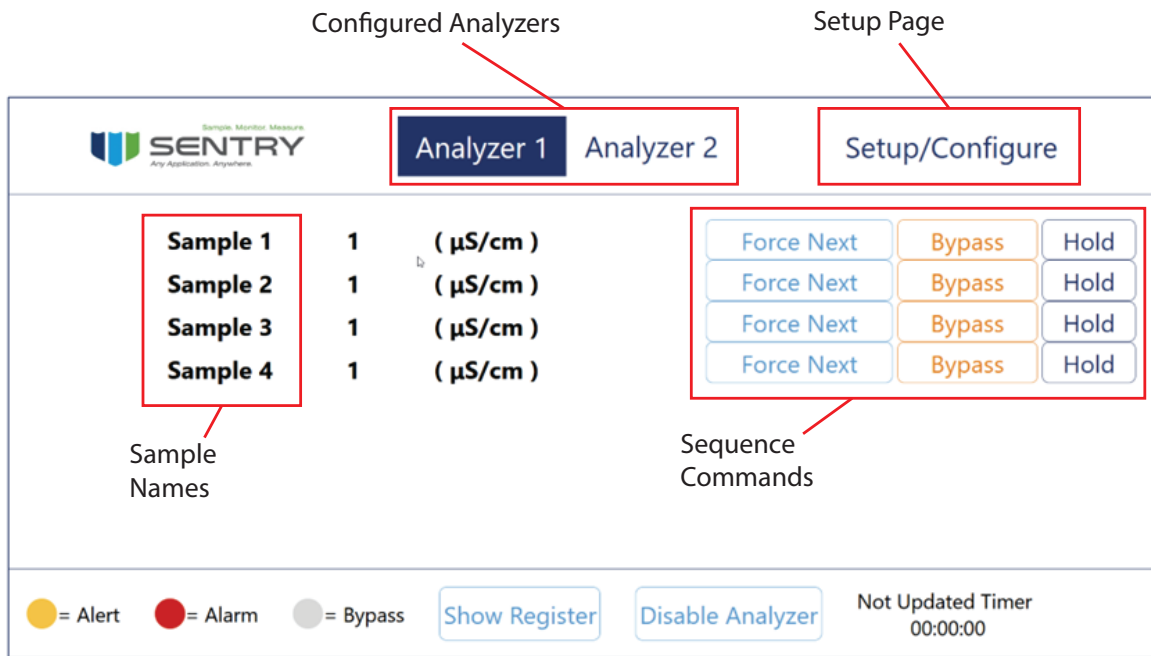 Configured Analyzers
Setup Page
Sample. Monitor. Measure.
SENTRY
Any Application. Anywhere.
Analyzer 1 Analyzer 2 Setup/Configure
Sample 1 1 ( µS/cm ) Force Next Bypass Hold
Sample 2 1 ( µS/cm ) Force Next Bypass Hold
Sample 3 1 ( µS/cm ) Force Next Bypass Hold
Sample 4 1 ( µS/cm ) Force Next Bypass Hold
Sample
Names
Sequence
Commands
= Alert = Alarm = Bypass Show Register Disable Analyzer Not Updated Timer
00:00:00